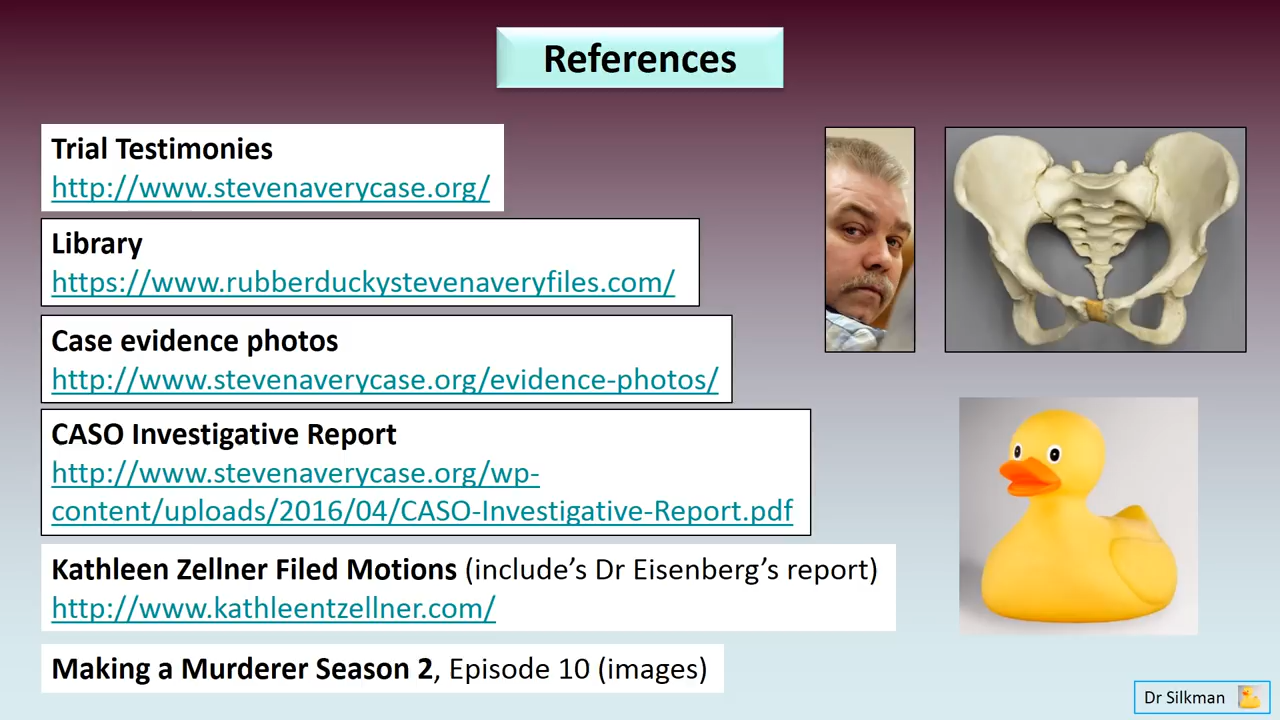 References
Trial Testimonies
http://www.stevenaverycase.org/
Library
https://www.rubberduckystevenaveryfiles.com/
Case evidence photos
http://www.stevenaverycase.org/evidence-photos/
CASO Investigative Report
http://www.stevenaverycase.org/wp-
content/uploads/2016/04/CASO-Investigative-Report.pdf
Kathleen Zellner Filed Motions (include’s Dr Eisenberg’s report)
http://www.kathleentzellner.com/
Making a Murderer Season 2, Episode 10 (images)
Dr Silkman